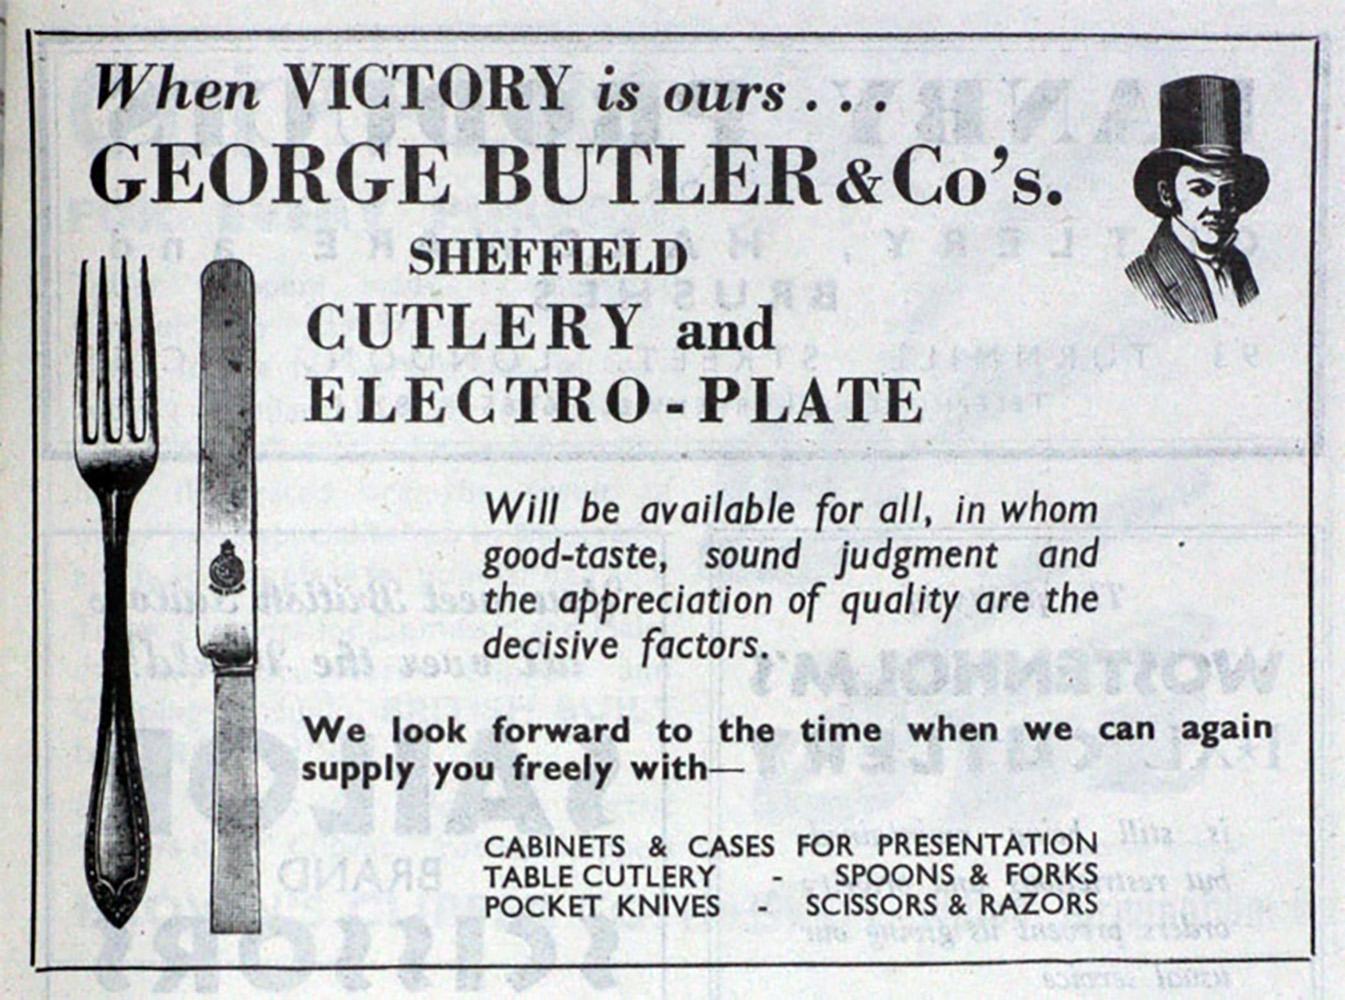 When VICTORY is ours . . .
GEORGE BUTLER & Co's.
SHEFFIELD
CUTLERY and
ELECTRO-PLATE
Will be available for all, in whom
good-taste, sound judgment and
the appreciation of quality are the
decisive factors.
We look forward to the time when we can again
supply you freely with—
CABINETS & CASES FOR PRESENTATION
TABLE CUTLERY - SPOONS & FORKS
POCKET KNIVES - SCISSORS & RAZORS